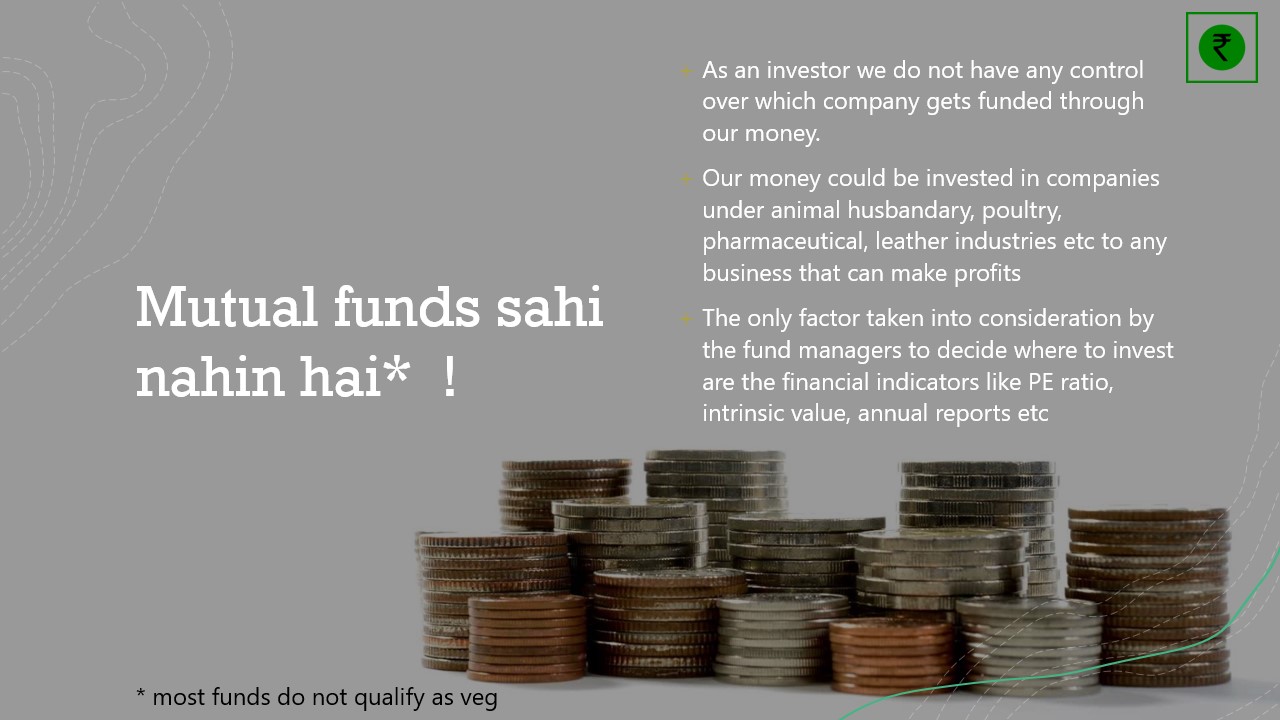 Mutual funds sahi
nahin hai* !
As an investor we do not have any control
over which company gets funded through
our money.
Our money could be invested in companies
under animal husbandary, poultry,
pharmaceutical, leather industries etc to any
business that can make profits
The only factor taken into consideration by
the fund managers to decide where to invest
are the financial indicators like PE ratio,
intrinsic value, annual reports etc
₹
* most funds do not qualify as veg